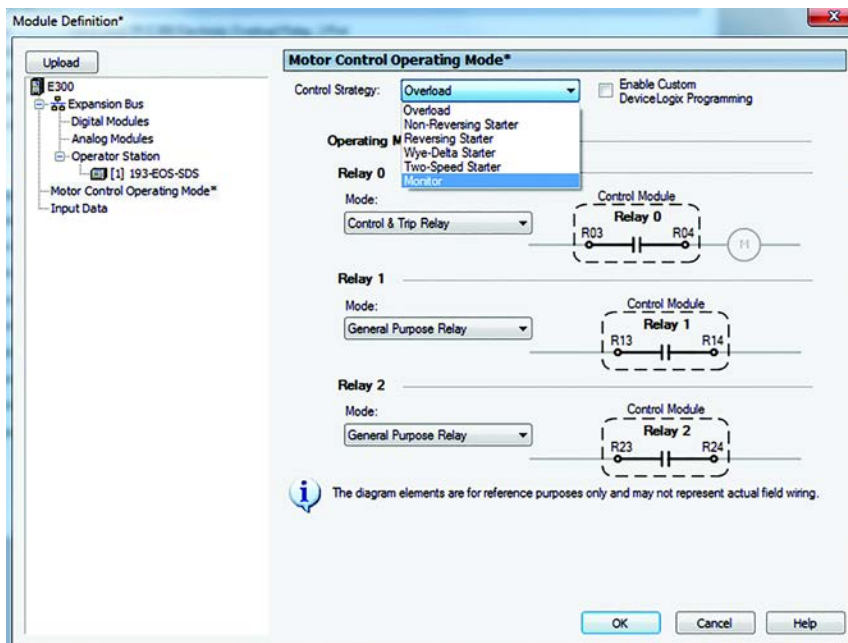 Module Definition*
Upload
E300
Expansion Bus
Digital Modules
Analog Modules
Operator Station
[1] 193-EOS-SDS
Motor Control Operating Mode*
Input Data
Motor Control Operating Mode*
Control Strategy:
Overload
Enable Custom
DeviceLogix Programming
Overload
Non-Reversing Starter
Reversing Starter
Wye-Delta Starter
Two-Speed Starter
Monitor
Operating M
Relay 0
Mode:
Control & Trip Relay
Control Module
Relay 0
R03 R04
M
Relay 1
Mode:
General Purpose Relay
Control Module
Relay 1
R13 R14
Relay 2
Mode:
General Purpose Relay
Control Module
Relay 2
R23 R24
The diagram elements are for reference purposes only and may not represent actual field wiring.
OK Cancel Help